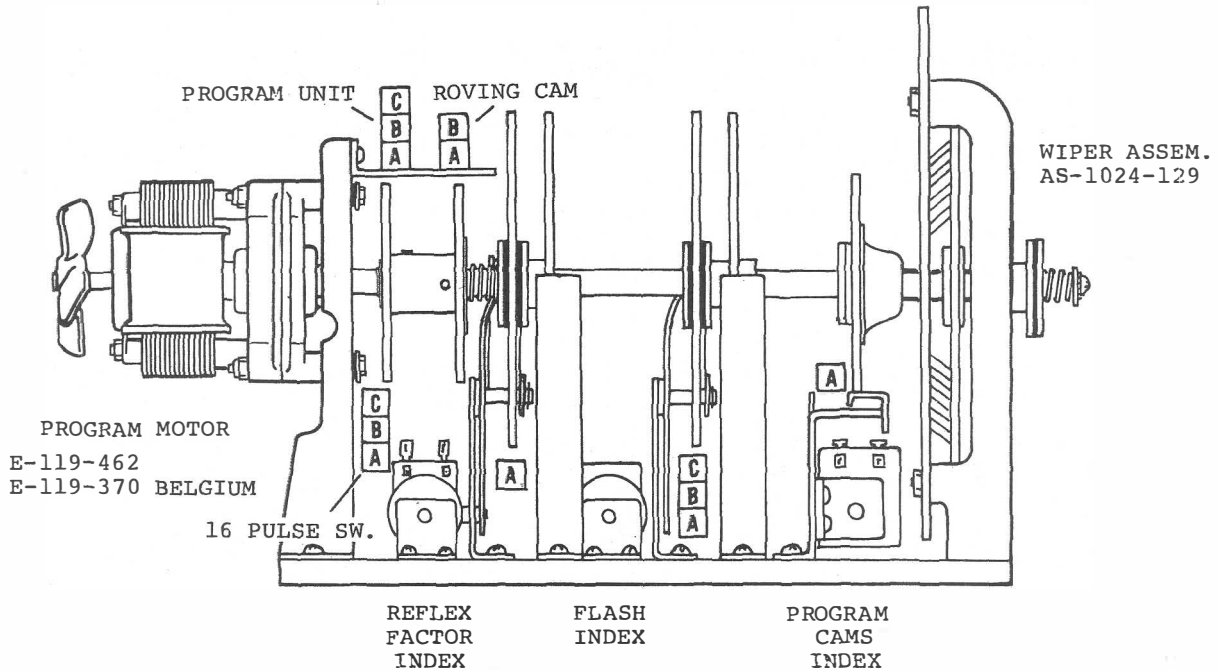 PROGRAM UNIT
C
B
A
ROVING CAM
B
A
WIPER ASSEM.
AS-1024-129
A
C
B
A
PROGRAM MOTOR
E-119-462
E-119-370 BELGIUM
16 PULSE SW.
A
C
B
A
REFLEX
FACTOR
INDEX
FLASH
INDEX
PROGRAM
CAMS
INDEX